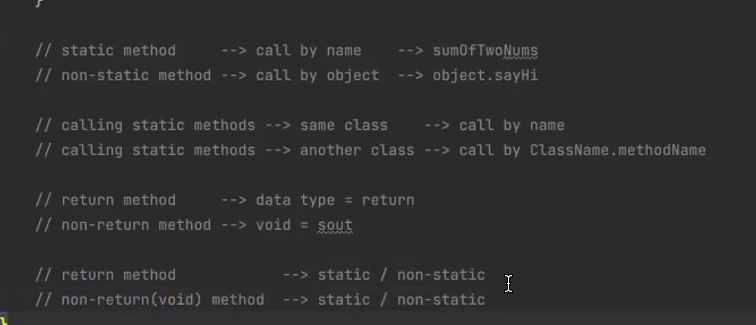 }
// static method     --> call by name    --> sumOfTwoNums
// non-static method --> call by object  --> object.sayHi
// calling static methods --> same class    --> call by name
// calling static methods --> another class --> call by ClassName.methodName
// return method     --> data type = return
// non-return method --> void = sout
// return method            --> static / non-static
// non-return(void) method  --> static / non-static
}